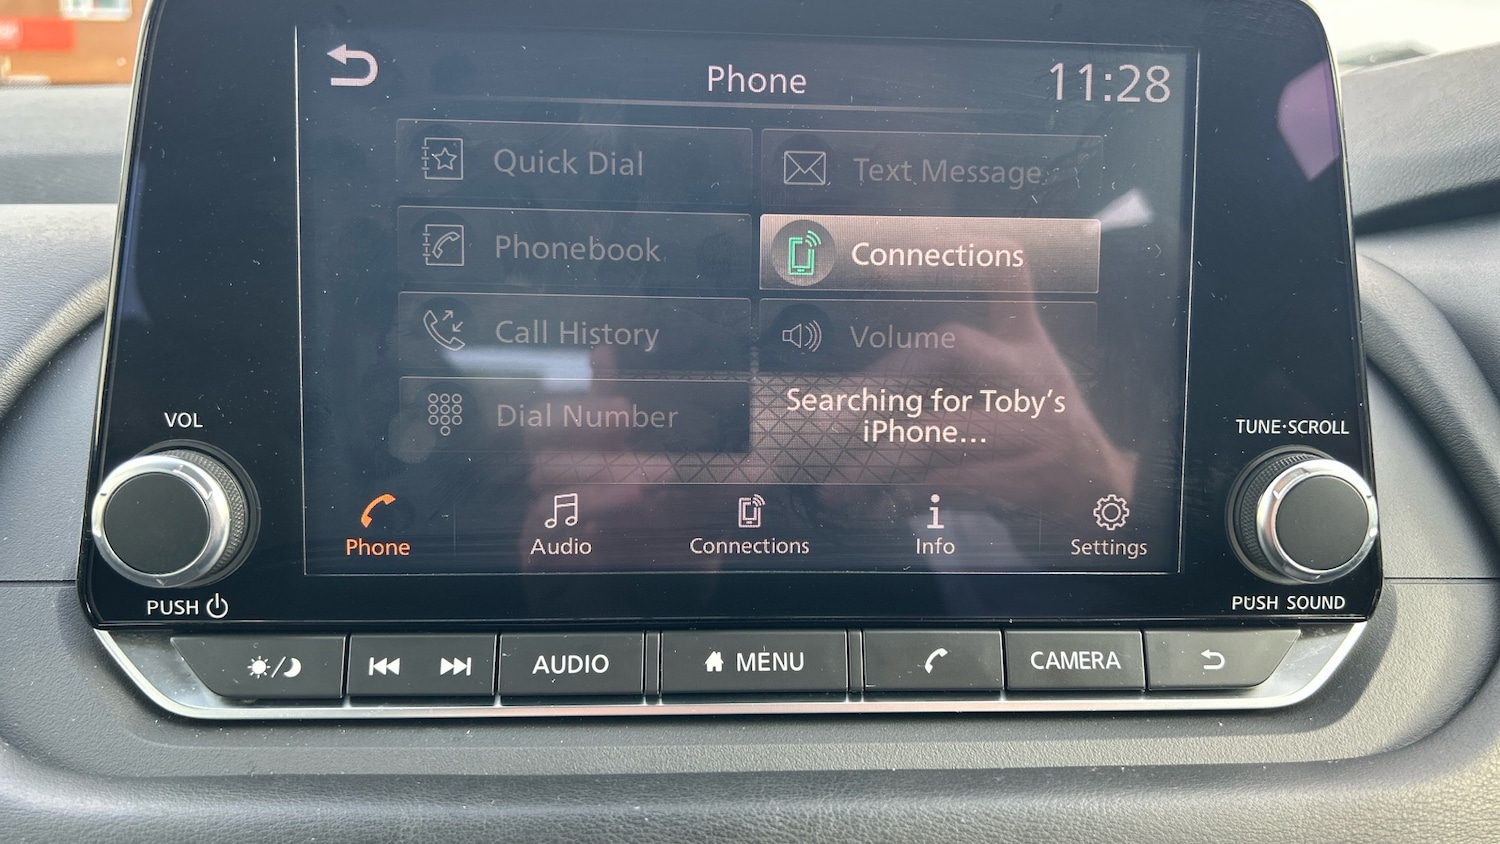 Phone
11:28
Quick Dial
Text Message
Phonebook
Connections
Call History
Volume
Dial Number
Searching for Toby's
iPhone...
VOL
TUNE·SCROLL
Phone
Audio
Connections
Info
Settings
PUSH
PUSH SOUND
AUDIO
MENU
CAMERA